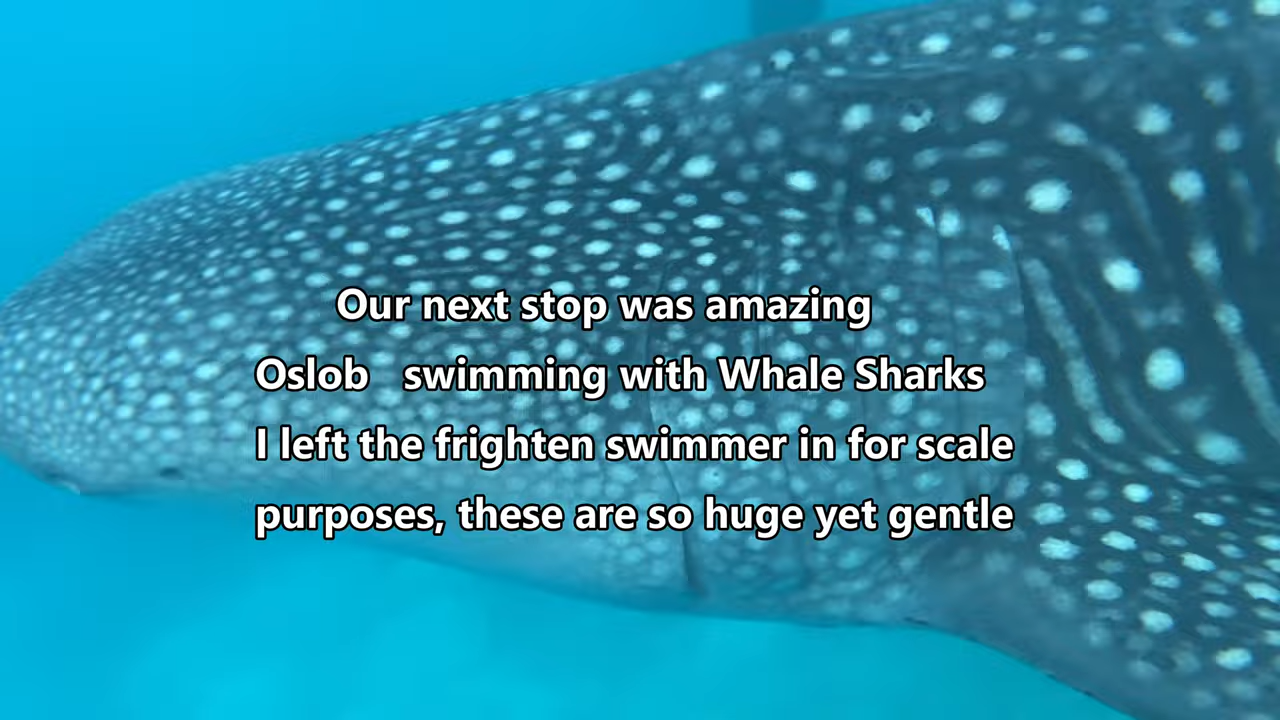 Our next stop was amazing
Oslob swimming with Whale Sharks
I left the frighten swimmer in for scale
purposes, these are so huge yet gentle